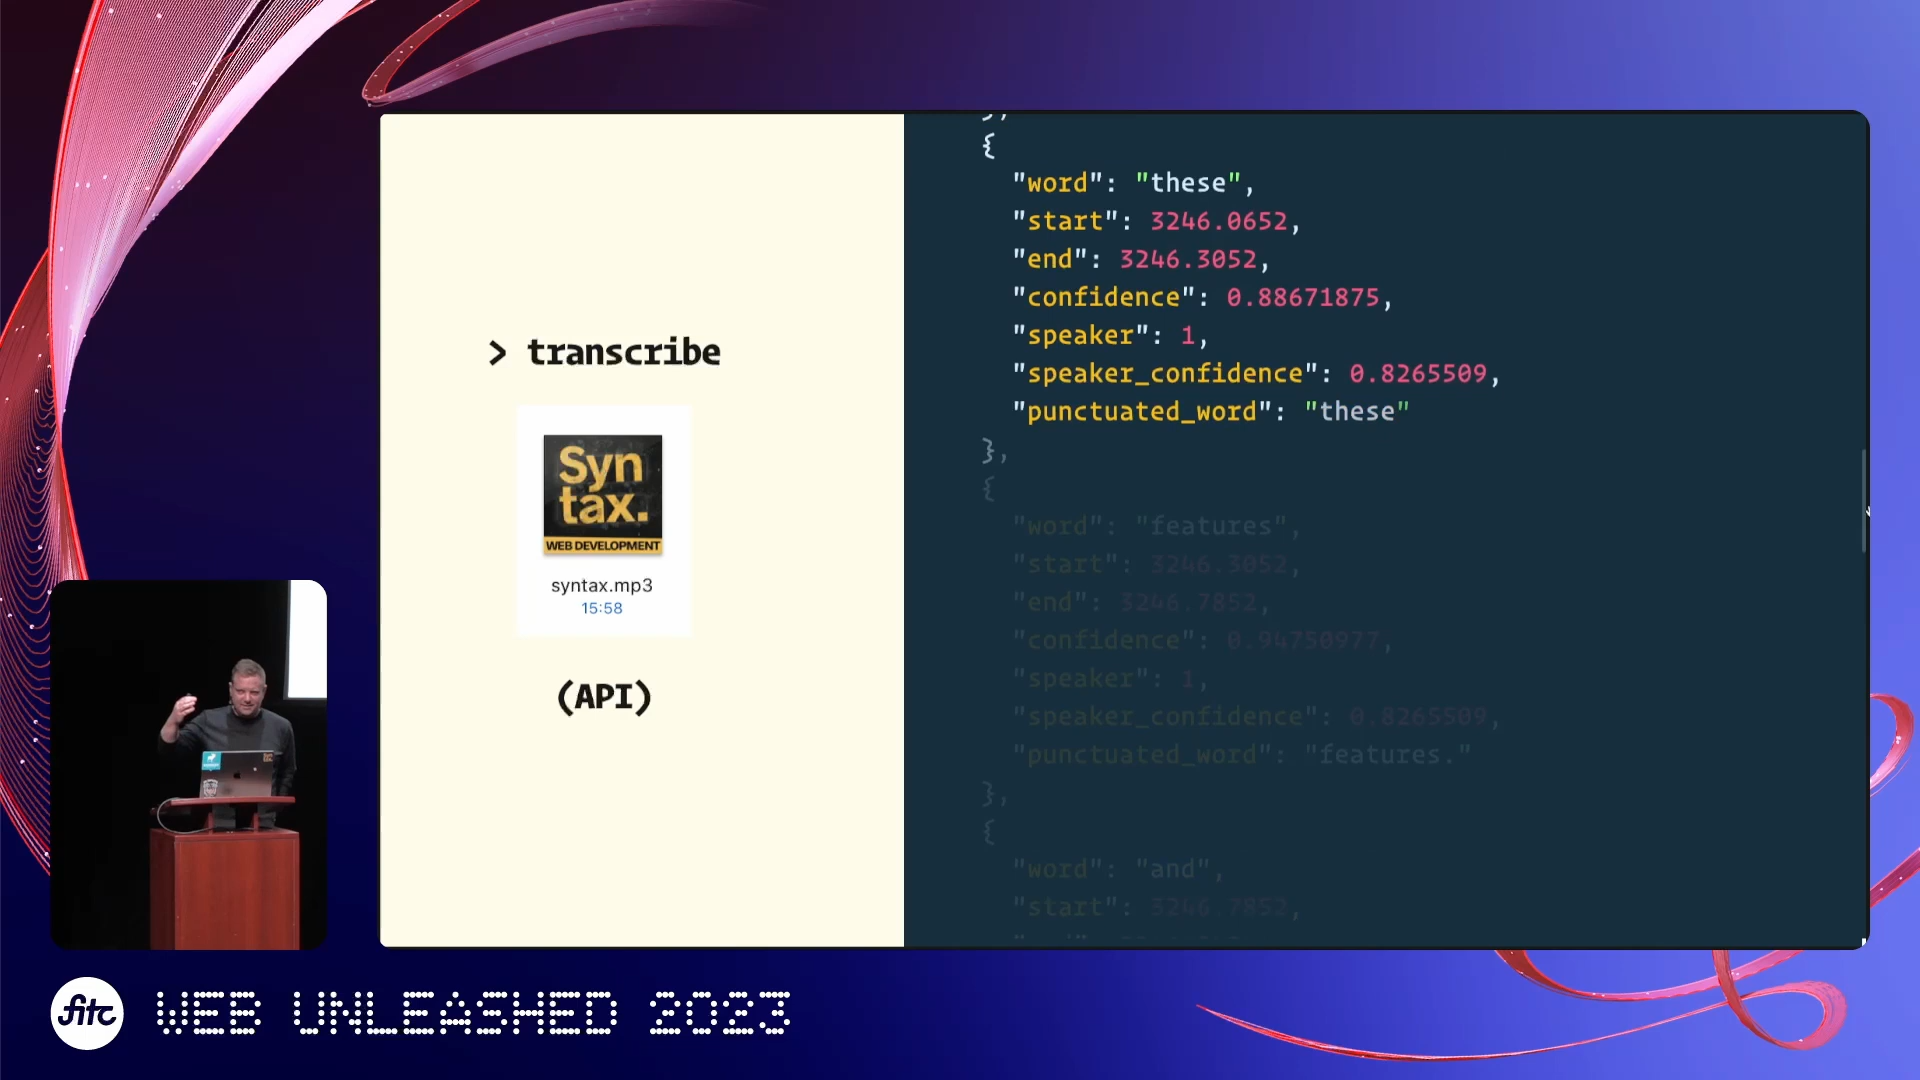 > transcribe
Syn
tax.
WEB DEVELOPMENT
syntax.mp3
15:58
(API)
},
{
"word": "these",
"start": 3246.0652,
"end": 3246.3052,
"confidence": 0.88671875,
"speaker": 1,
"speaker_confidence": 0.8265509,
"punctuated_word": "these"
},
{
"word": "features",
"start": 3246.3052,
"end": 3246.7852,
"confidence": 0.94750977,
"speaker": 1,
"speaker_confidence": 0.8265509,
"punctuated_word": "features."
},
{
"word": "and",
"start": 3246.7852,
fitc
WEB UNLEASHED 2023